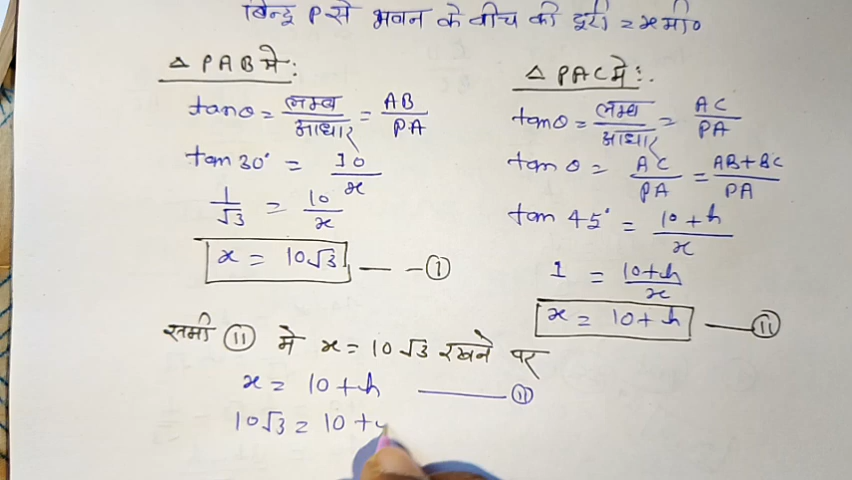 बिन्दु P से भवन के बीच की दूरी = x मी०
△ PAB मे:
tanθ = लम्ब/आधार = AB/PA
tan 30° = 10/x
1/√3 = 10/x
x = 10√3 — - ①
△ PAC मे:.
tanθ = लम्ब/आधार = AC/PA
tan θ = AC/PA = AB+BC/PA
tan 45° = 10+h/x
1 = 10+h/x
x = 10+h — ⑪
समी ⑪ मे x = 10√3 रखने पर
x = 10+h — ⑪
10√3 = 10 +